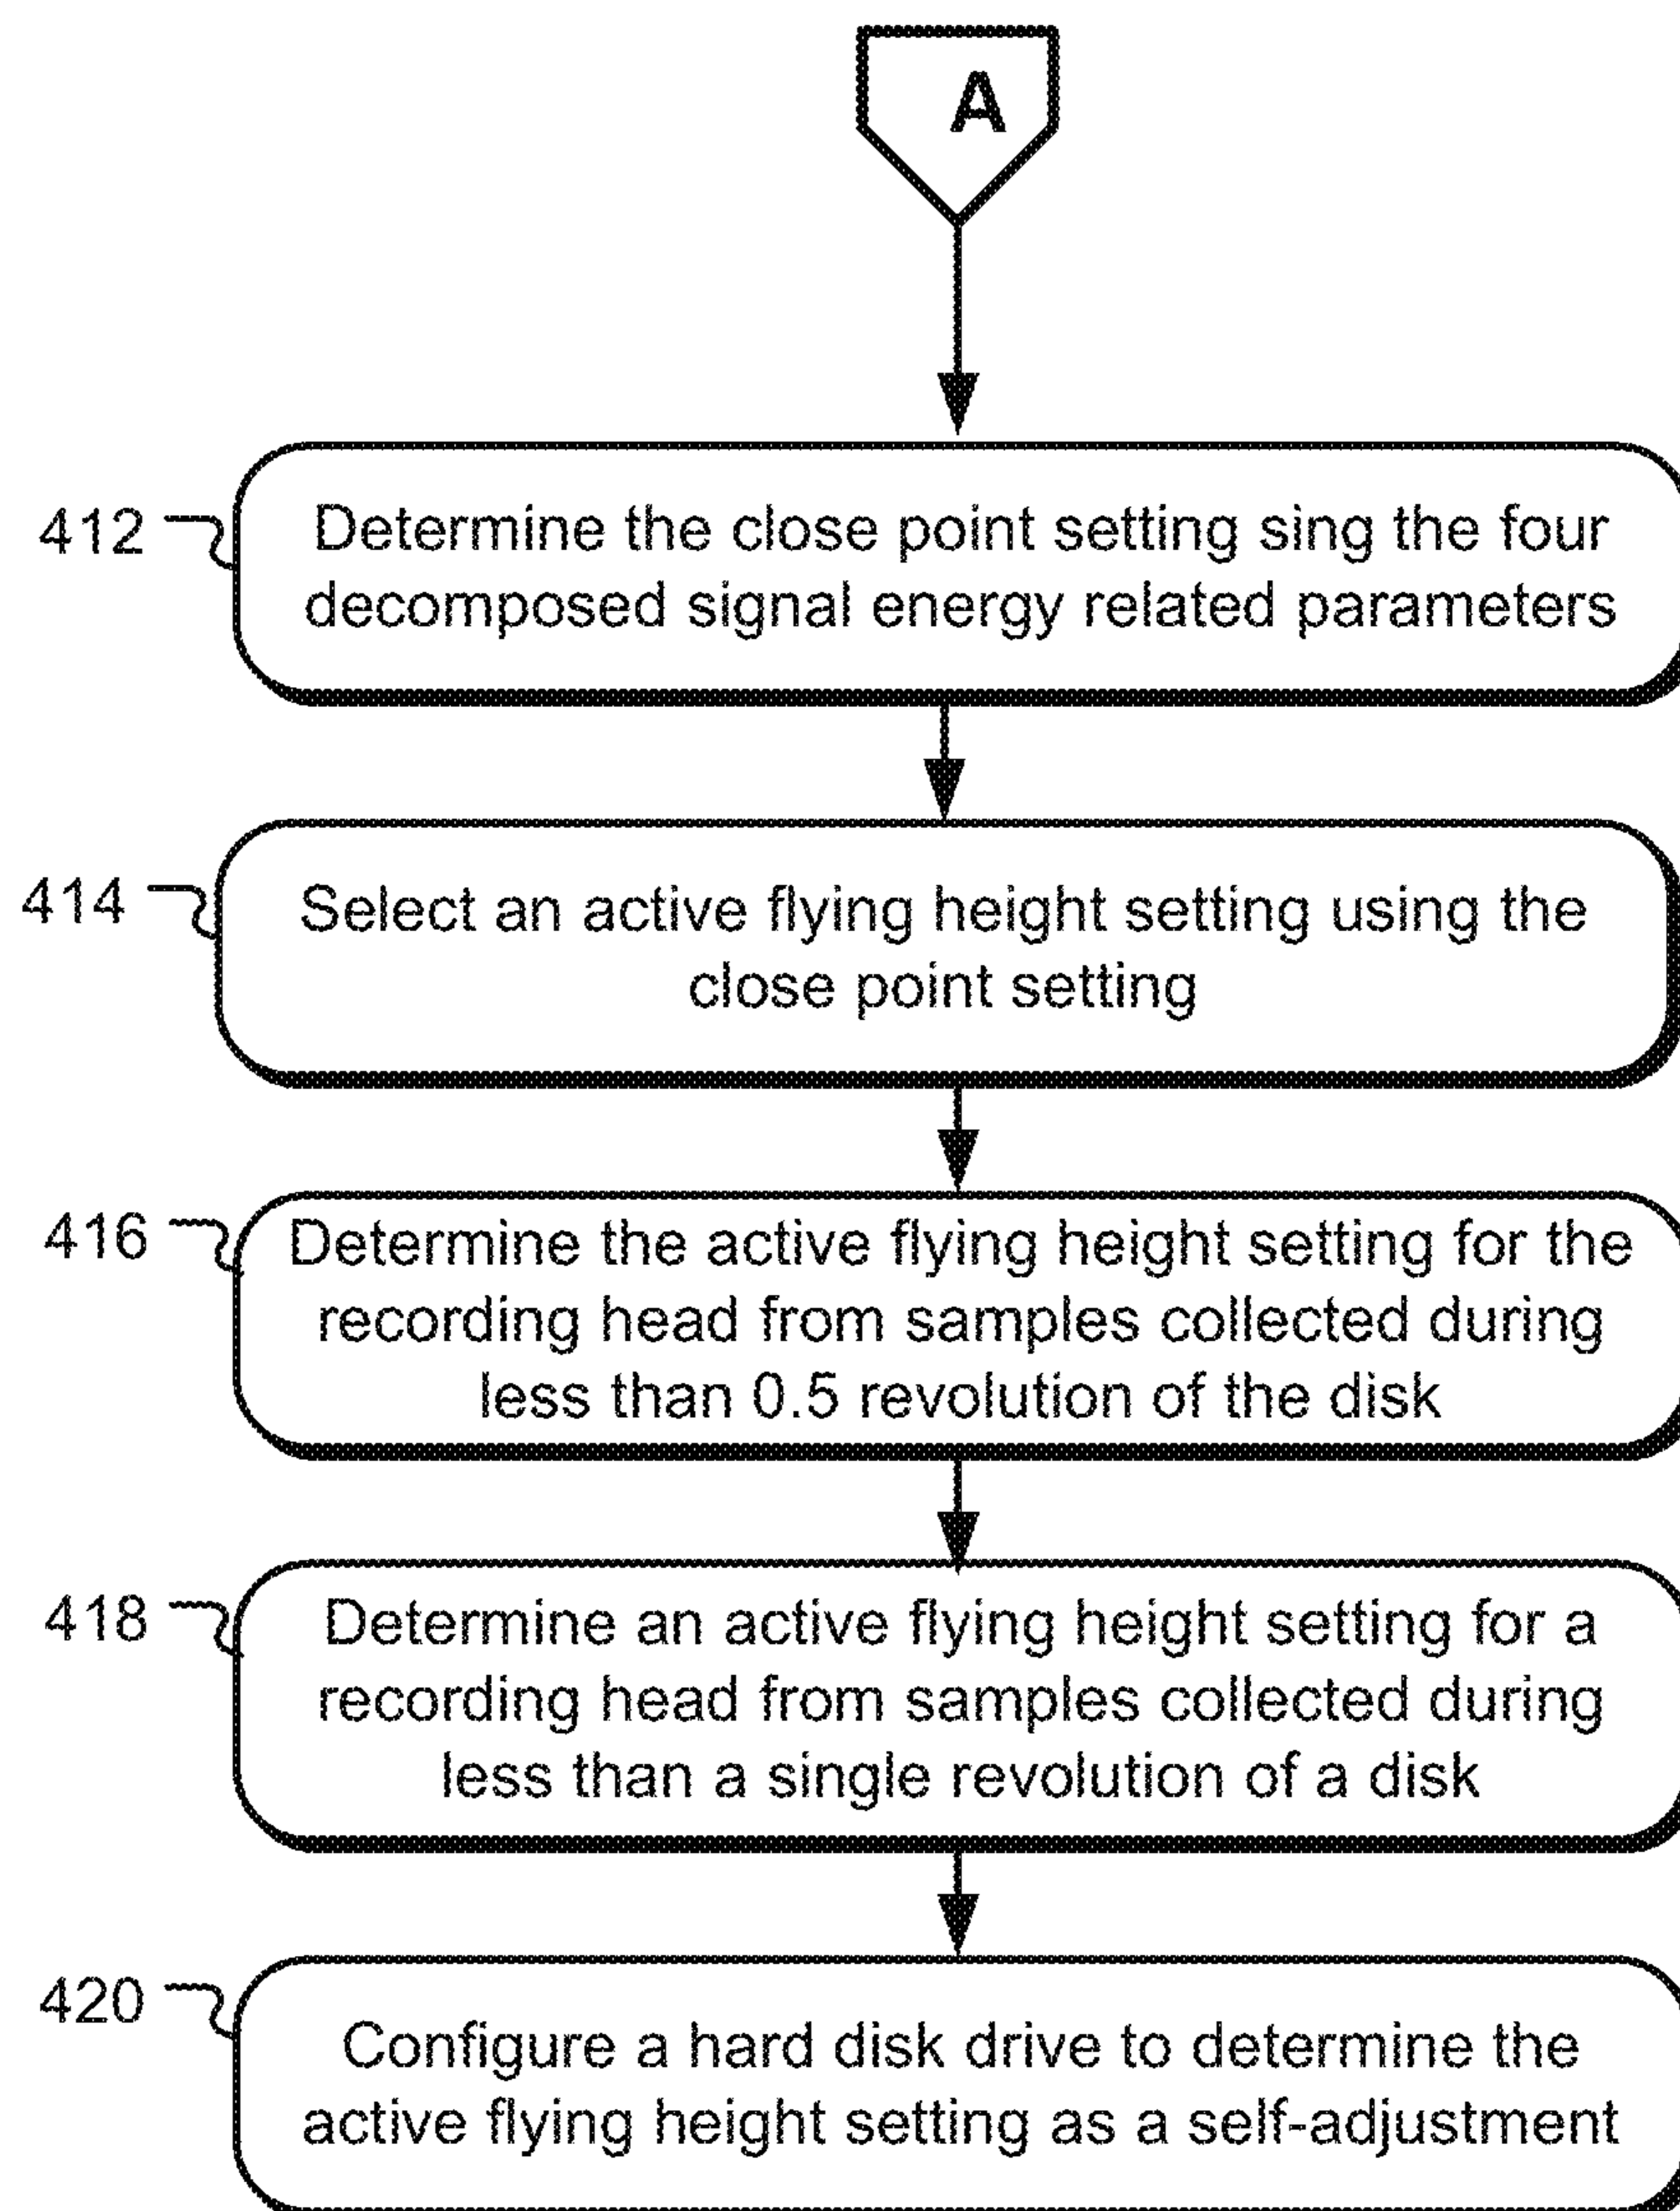 A
412
Determine the close point setting sing the four
decomposed signal energy related parameters
414
Select an active flying height setting using the
close point setting
416
Determine the active flying height setting for the
recording head from samples collected during
less than 0.5 revolution of the disk
418
Determine an active flying height setting for a
recording head from samples collected during
less than a single revolution of a disk
420
Configure a hard disk drive to determine the
active flying height setting as a self-adjustment